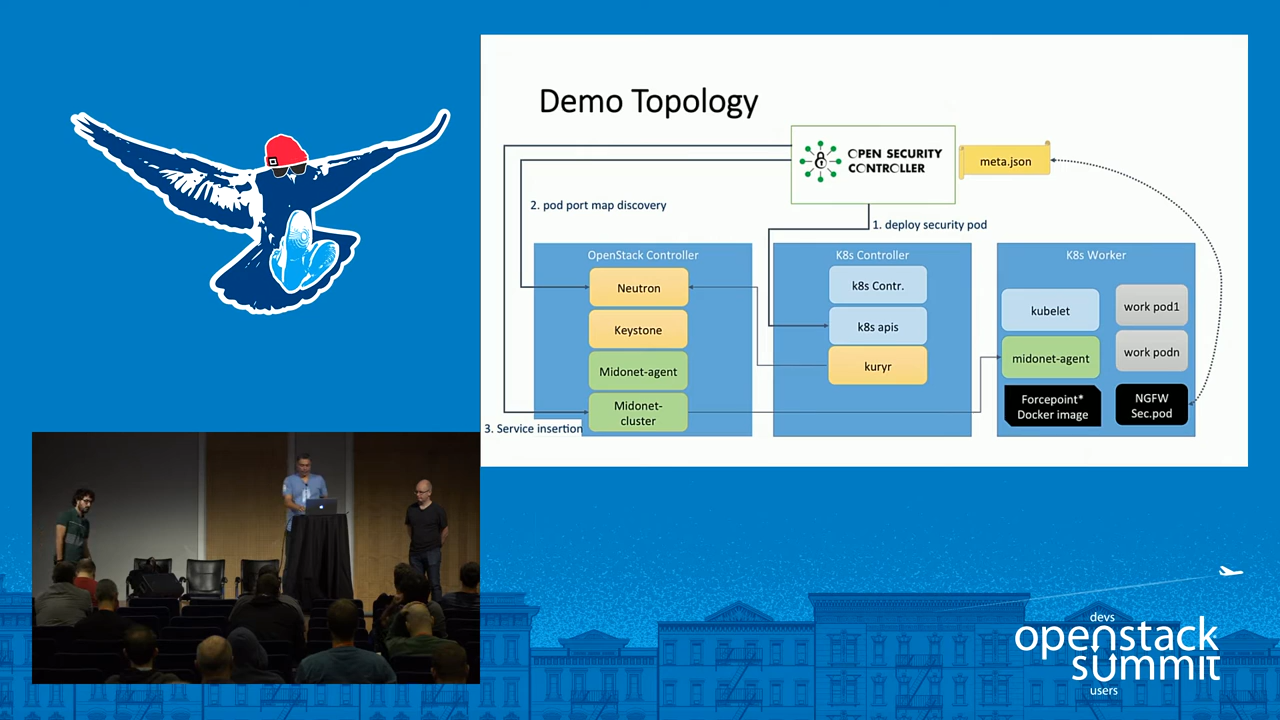 Demo Topology
OPEN SECURITY
CONTROLLER
meta.json
2. pod port map discovery
1. deploy security pod
OpenStack Controller
Neutron
Keystone
Midonet-agent
Midonet-
cluster
3. Service insertion
K8s Controller
k8s Contr.
k8s apis
kuryr
K8s Worker
kubelet
work pod1
midonet-agent
work podn
Forcepoint*
Docker image
NGFW
Sec.pod
devs
openstack
summit
users